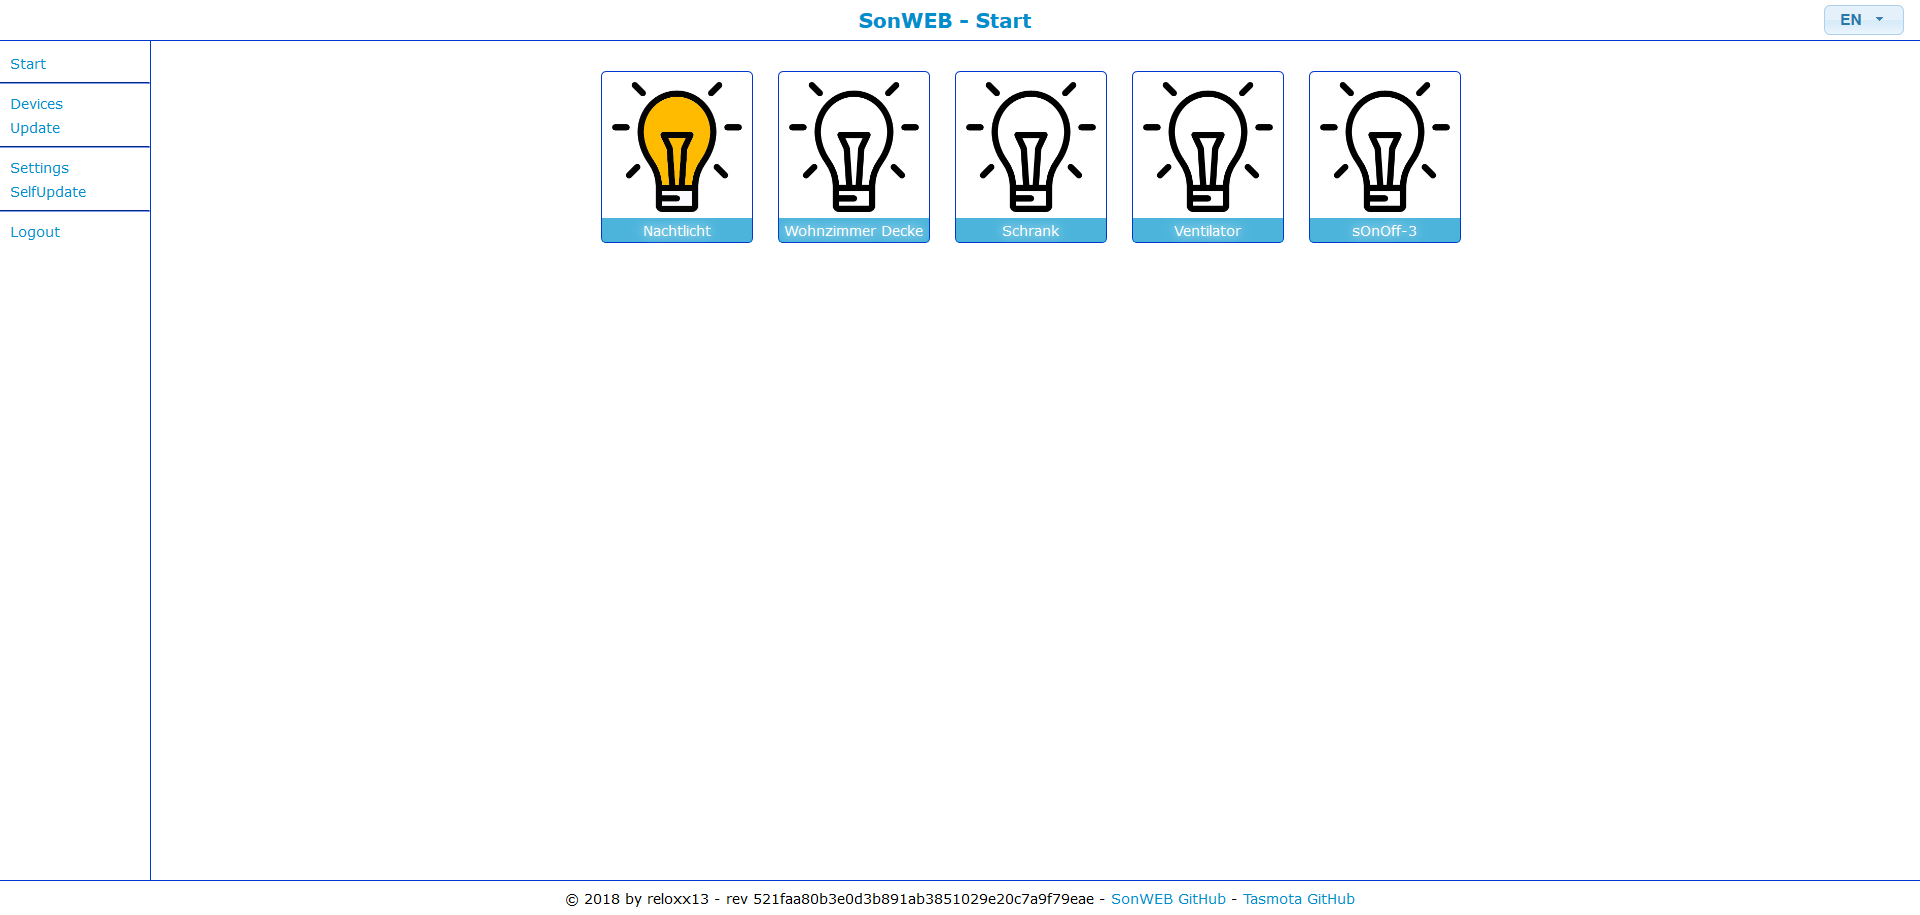 SonWEB - Start
EN
Start
Devices
Update
Settings
SelfUpdate
Logout
Nachtlicht
Wohnzimmer Decke
Schrank
Ventilator
sOnOff-3
© 2018 by reloxx13 - rev 521faa80b3e0d3b891ab3851029e20c7a9f79eae - SonWEB GitHub - Tasmota GitHub